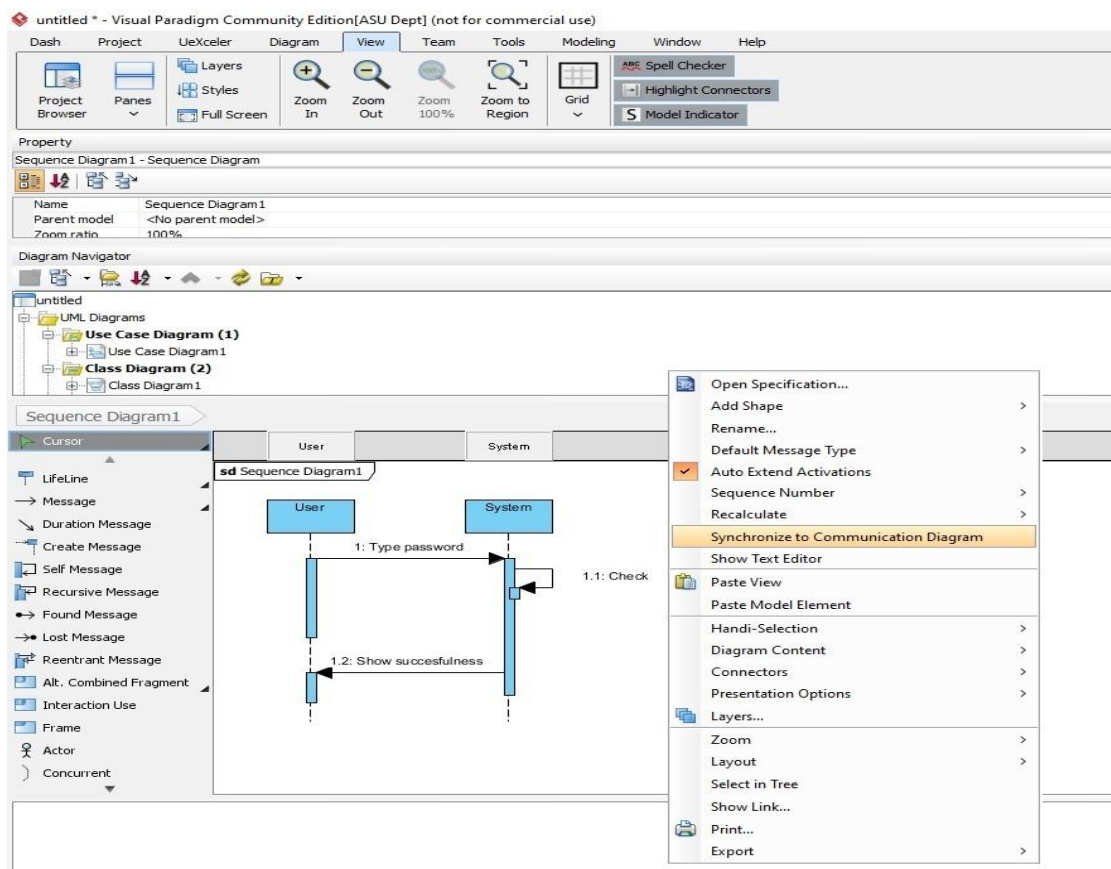 untitled * - Visual Paradigm Community Edition[ASU Dept] (not for commercial use)
Dash Project UeXceler Diagram View Team Tools Modeling Window Help
Project Browser
Panes
Layers
Styles
Full Screen
Zoom In
Zoom Out
Zoom 100%
Zoom to Region
Grid
ABC Spell Checker
Highlight Connectors
S Model Indicator
Property
Sequence Diagram1 - Sequence Diagram
Name Sequence Diagram1
Parent model <No parent model>
Zoom ratio 100%
Diagram Navigator
untitled
UML Diagrams
Use Case Diagram (1)
Use Case Diagram1
Class Diagram (2)
Class Diagram1
Sequence Diagram1
Cursor
LifeLine
Message
Duration Message
Create Message
Self Message
Recursive Message
Found Message
Lost Message
Reentrant Message
Alt. Combined Fragment
Interaction Use
Frame
Actor
Concurrent
User System
sd Sequence Diagram1
User System
1: Type password
1.1: Check
1.2: Show succesfulness
Open Specification...
Add Shape
Rename...
Default Message Type
Auto Extend Activations
Sequence Number
Recalculate
Synchronize to Communication Diagram
Show Text Editor
Paste View
Paste Model Element
Handi-Selection
Diagram Content
Connectors
Presentation Options
Layers...
Zoom
Layout
Select in Tree
Show Link...
Print...
Export